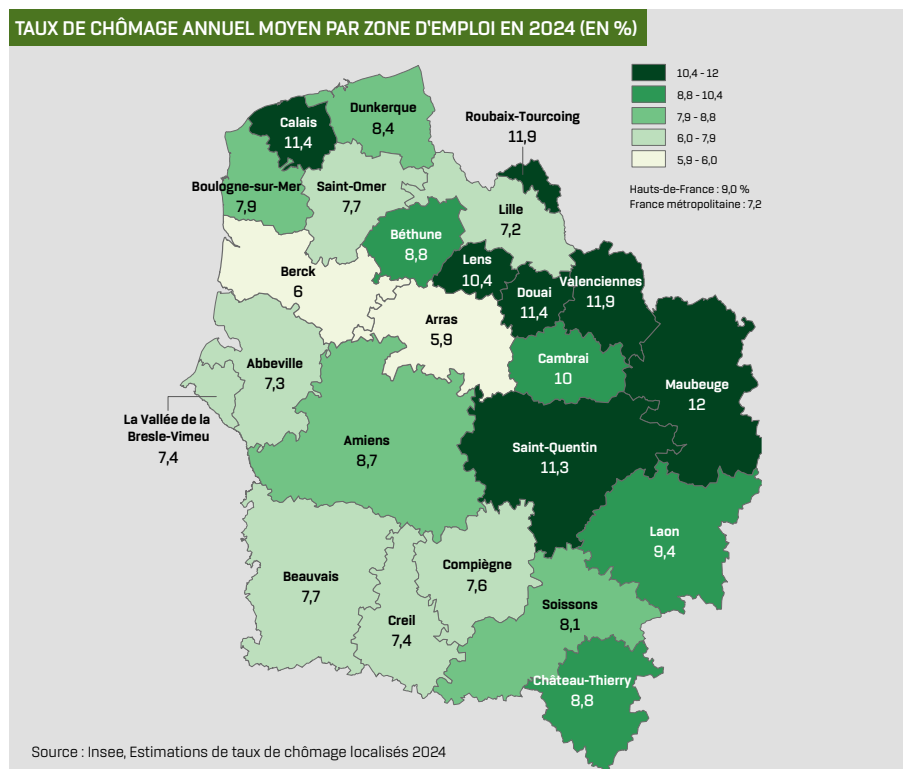 TAUX DE CHÔMAGE ANNUEL MOYEN PAR ZONE D'EMPLOI EN 2024 (EN %)
10,4 - 12
8,8 - 10,4
7,9 - 8,8
6,0 - 7,9
5,9 - 6,0
Hauts-de-France : 9,0 %
France métropolitaine : 7,2
Dunkerque
8,4
Calais
11,4
Roubaix-Tourcoing
11,9
Boulogne-sur-Mer
7,9
Saint-Omer
7,7
Lille
7,2
Béthune
8,8
Lens
10,4
Douai
11,4
Valenciennes
11,9
Berck
6
Arras
5,9
Cambrai
10
Maubeuge
12
Abbeville
7,3
La Vallée de la
Bresle-Vimeu
7,4
Amiens
8,7
Saint-Quentin
11,3
Laon
9,4
Beauvais
7,7
Compiègne
7,6
Creil
7,4
Soissons
8,1
Château-Thierry
8,8
Source : Insee, Estimations de taux de chômage localisés 2024